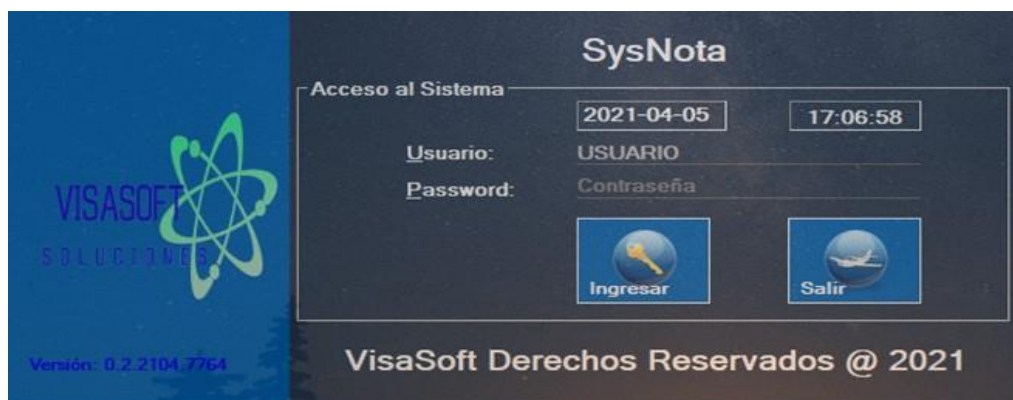 SysNota
Acceso al Sistema
2021-04-05 17:06:58
Usuario: USUARIO
Password: Contraseña
Ingresar Salir
VISASOFT
SOLUCIONES
Versión: 0.2.2104.7764
VisaSoft Derechos Reservados @ 2021